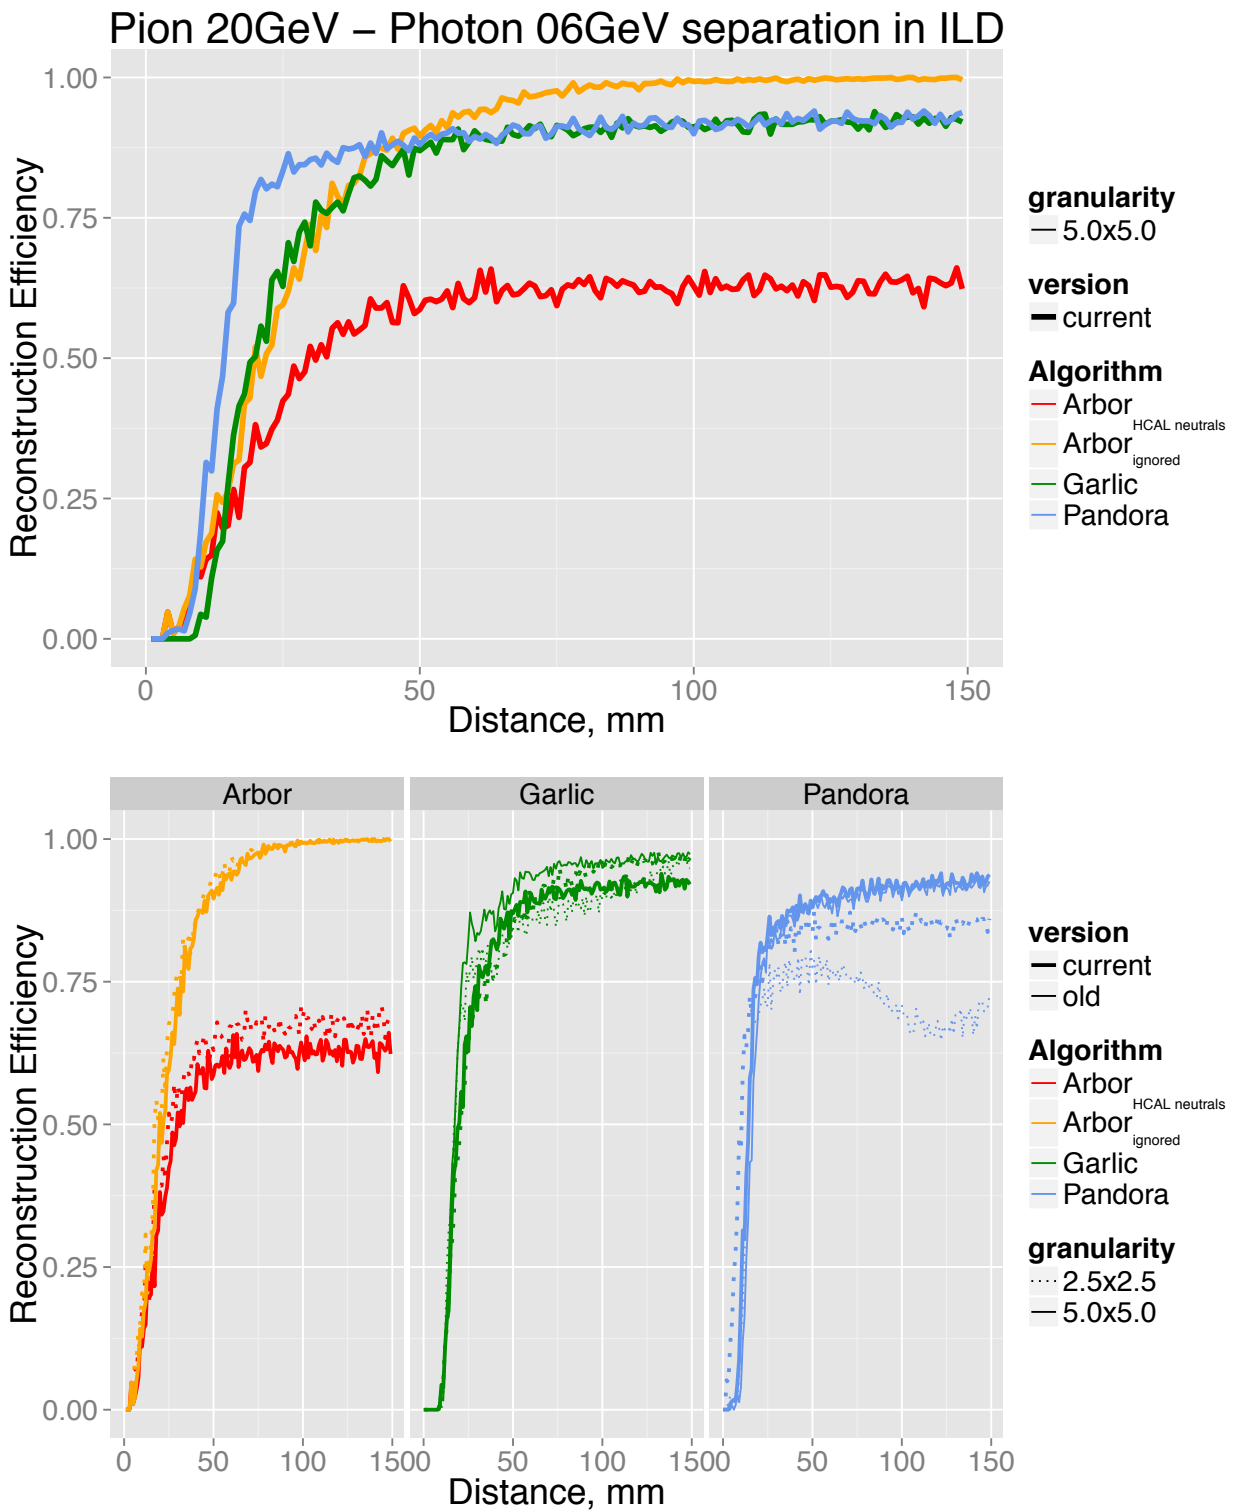 Pion 20GeV – Photon 06GeV separation in ILD
Reconstruction Efficiency
1.00
0.75
0.50
0.25
0.00
0 50 100 150
Distance, mm
granularity
5.0x5.0
version
current
Algorithm
Arbor
HCAL neutrals
Arbor
ignored
Garlic
Pandora
Arbor Garlic Pandora
Reconstruction Efficiency
1.00
0.75
0.50
0.25
0.00
0 50 100 150 0 50 100 150 0 50 100 150
Distance, mm
version
current
old
Algorithm
Arbor
HCAL neutrals
Arbor
ignored
Garlic
Pandora
granularity
2.5x2.5
5.0x5.0